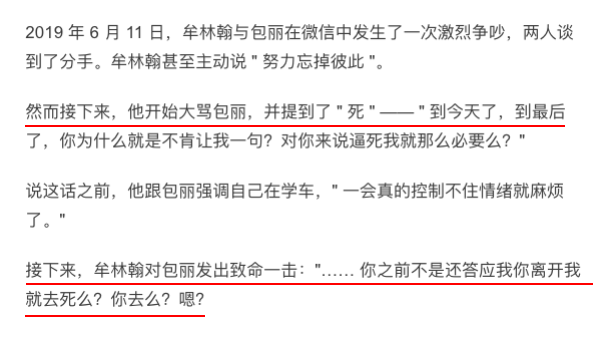 2019 年 6 月 11 日，牟林翰与包丽在微信中发生了一次激烈争吵，两人谈
到了分手。牟林翰甚至主动说 " 努力忘掉彼此 "。
然而接下来，他开始大骂包丽，并提到了 " 死 " —— " 到今天了，到最后
了，你为什么就是不肯让我一句？对你来说逼死我就那么必要么？"
说这话之前，他跟包丽强调自己在学车，" 一会真的控制不住情绪就麻烦
了。"
接下来，牟林翰对包丽发出致命一击："…… 你之前不是还答应我你离开我
就去死么？你去么？嗯?